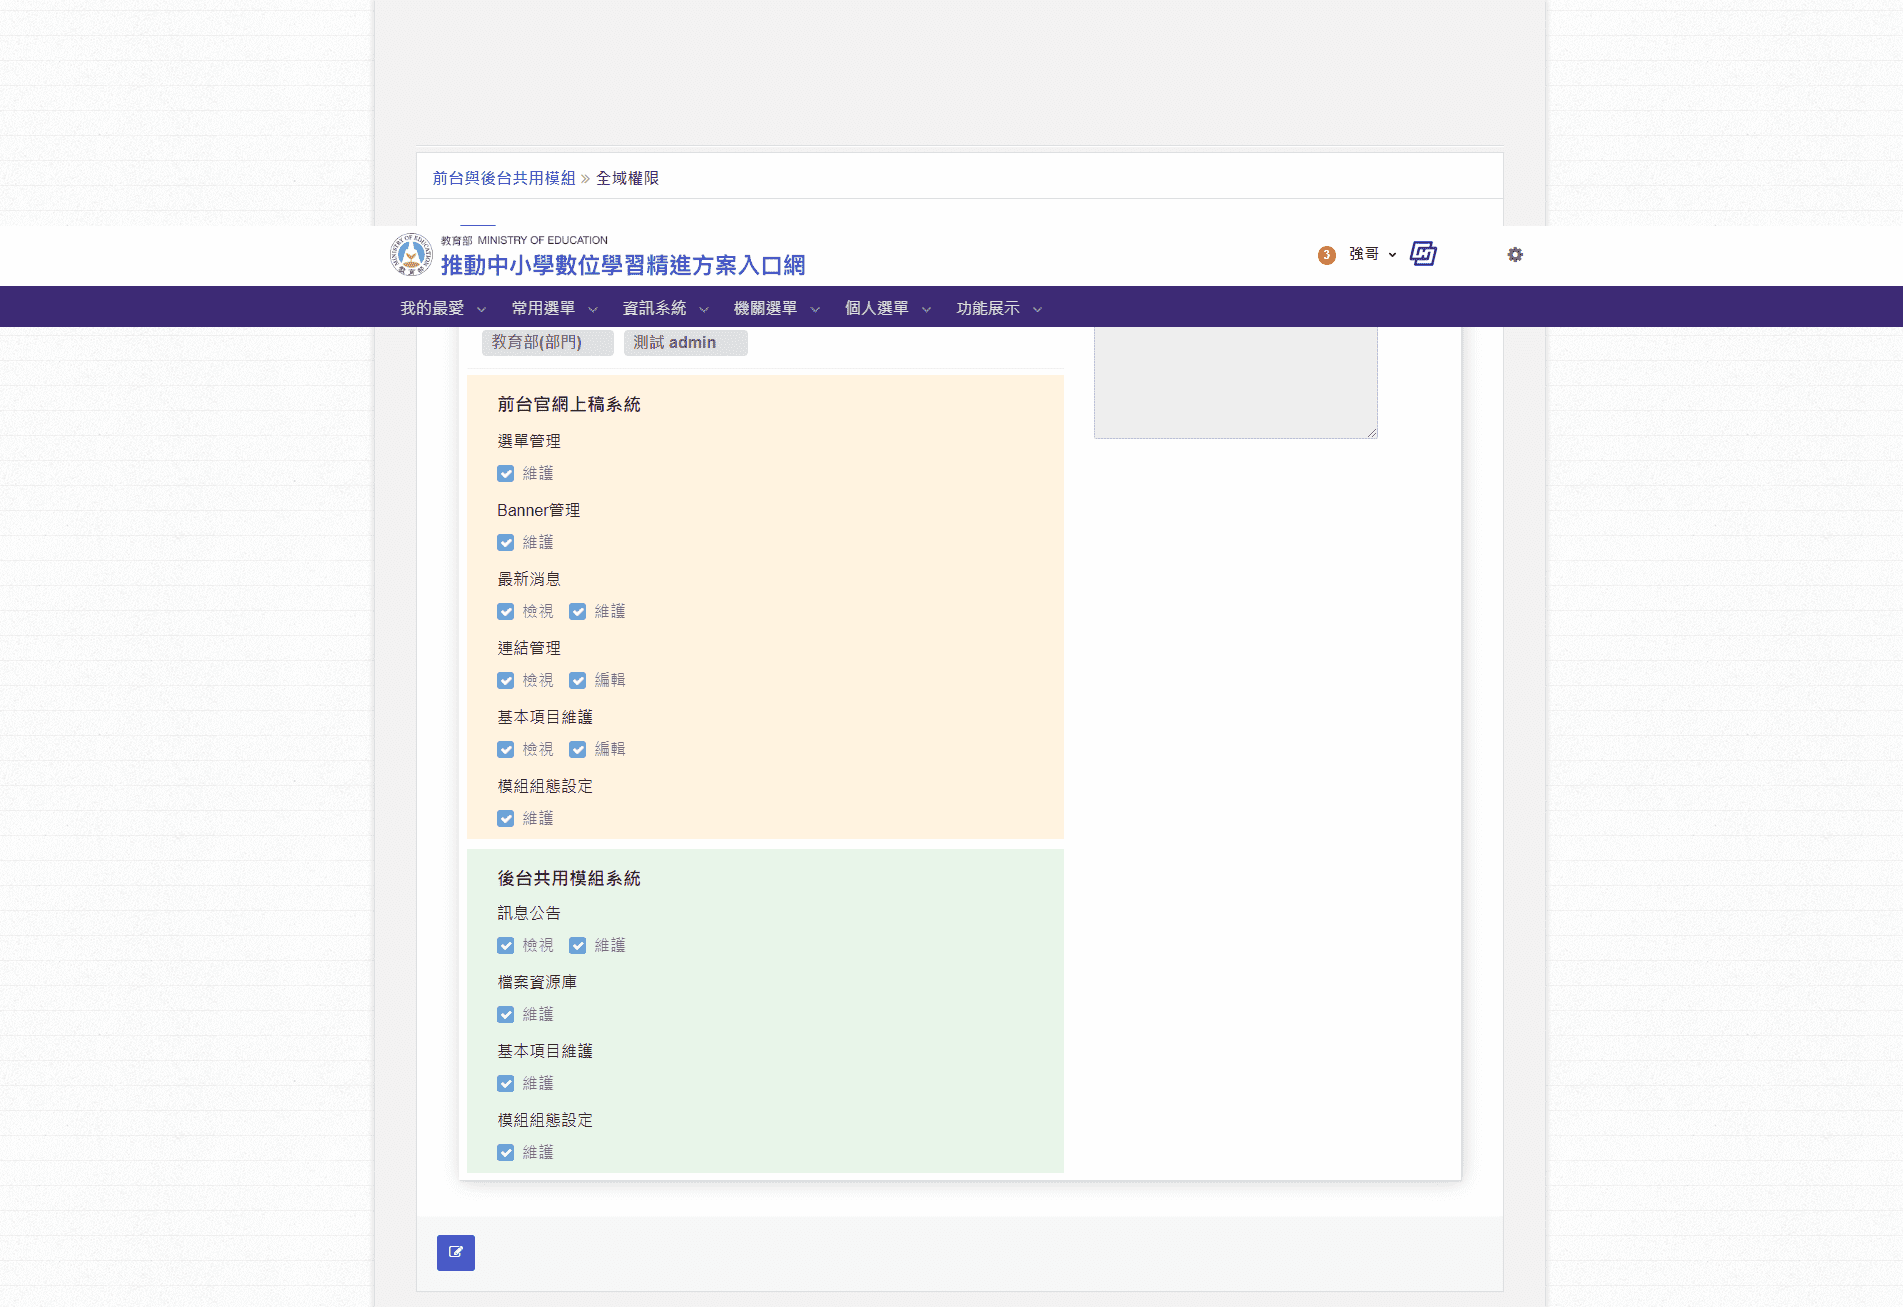 前台與後台共用模組 » 全域權限
教育部 MINISTRY OF EDUCATION
推動中小學數位學習精進方案入口網
3 強哥
我的最愛 常用選單 資訊系統 機關選單 個人選單 功能展示
教育部(部門) 測試 admin
前台官網上稿系統
選單管理
維護
Banner管理
維護
最新消息
檢視 維護
連結管理
檢視 編輯
基本項目維護
檢視 編輯
模組組態設定
維護
後台共用模組系統
訊息公告
檢視 維護
檔案資源庫
維護
基本項目維護
維護
模組組態設定
維護